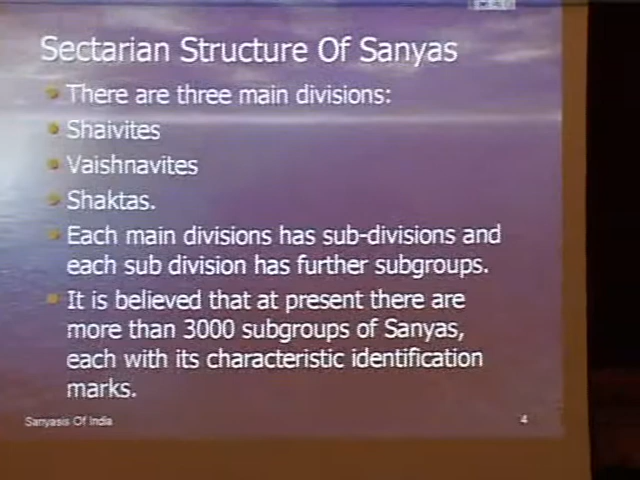 Sectarian Structure Of Sanyas
There are three main divisions:
Shaivites
Vaishnavites
Shaktas.
Each main divisions has sub-divisions and
each sub division has further subgroups.
It is believed that at present there are
more than 3000 subgroups of Sanyas,
each with its characteristic identification
marks.
Sanyasis Of India
4